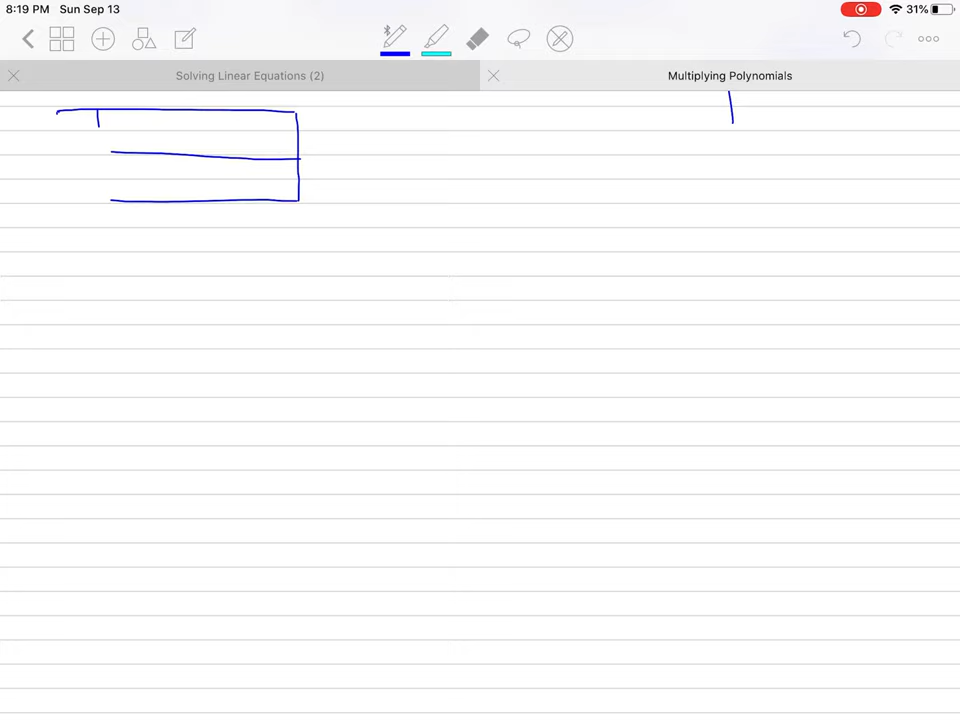 8:19 PM Sun Sep 13 31%
Solving Linear Equations (2) Multiplying Polynomials